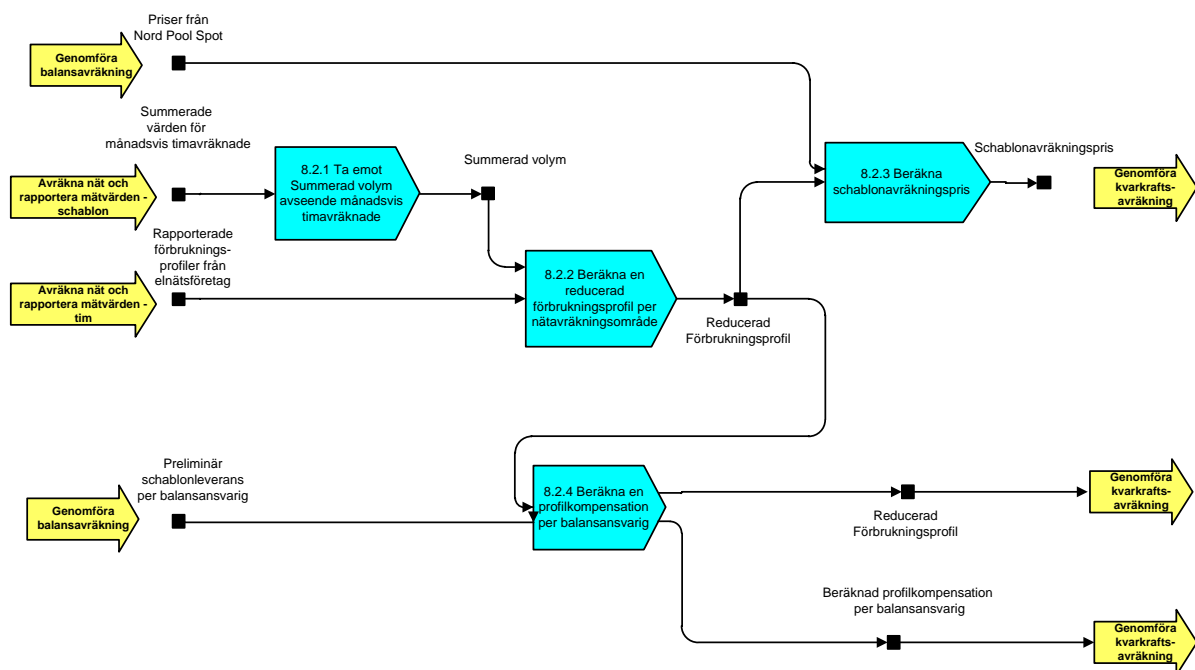 Priser från
Nord Pool Spot
Genomföra
balansavräkning
Summerade
värden för
månadsvis timavräknade
Avräkna nät och
rapportera mätvärden -
schablon
8.2.1 Ta emot
Summerad volym
avseende månadsvis
timavräknade
Summerad volym
8.2.3 Beräkna
schablonavräkningspris
Schablonavräkningspris
Genomföra
kvarkrafts-
avräkning
Rapporterade
förbruknings-
profiler från
elnätsföretag
Avräkna nät och
rapportera mätvärden -
tim
8.2.2 Beräkna en
reducerad
förbrukningsprofil per
nätavräkningsområde
Reducerad
Förbrukningsprofil
Preliminär
schablonleverans
per balansansvarig
Genomföra
balansavräkning
8.2.4 Beräkna en
profilkompensation
per balansansvarig
Reducerad
Förbrukningsprofil
Genomföra
kvarkrafts-
avräkning
Beräknad profilkompensation
per balansansvarig
Genomföra
kvarkrafts-
avräkning